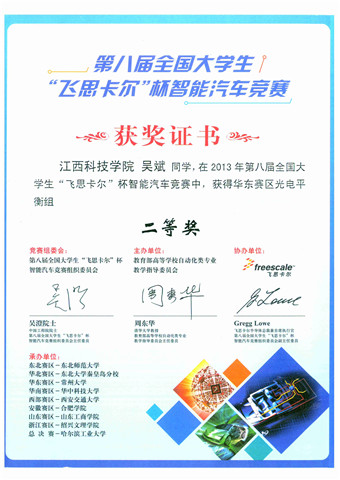 第八届全国大学生
“飞思卡尔”杯智能汽车竞赛
获奖证书
江西科技学院 吴斌 同学，在 2013 年第八届全国大
学生“飞思卡尔”杯智能汽车竞赛中，获得华东赛区光电平
衡组
二等奖
竞赛组委会：
第八届全国大学生“飞思卡尔”杯
智能汽车竞赛组织委员会
主办单位：
教育部高等学校自动化类专业
教学指导委员会
协办单位：
freescale
飞思卡尔
吴澄院士
周东华
Gregg Lowe
承办单位：
东北赛区－东北师范大学
华北赛区－东北大学秦皇岛分校
华东赛区－常州大学
华南赛区－华中科技大学
西部赛区－西安交通大学
安徽赛区－合肥学院
山东赛区－山东工商学院
浙江赛区－绍兴文理学院
总 决 赛－哈尔滨工业大学